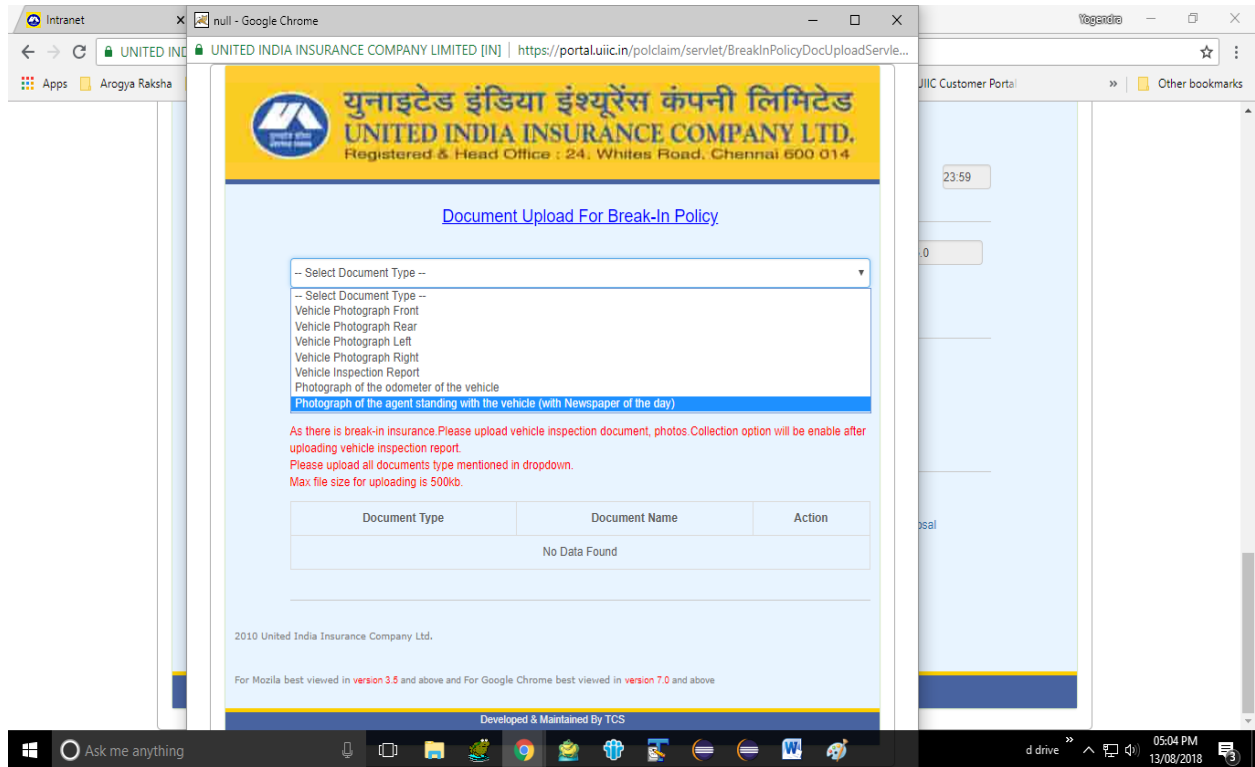 Intranet
null - Google Chrome
Yogendra
UNITED IND
UNITED INDIA INSURANCE COMPANY LIMITED [IN] | https://portal.uiic.in/polclaim/servlet/BreakInPolicyDocUploadServle...
Apps
Arogya Raksha
UIIC Customer Portal
»
Other bookmarks
यूनाइटेड इंडिया इंश्यूरेंस कंपनी लिमिटेड
UNITED INDIA INSURANCE COMPANY LTD.
Registered & Head Office : 24, Whites Road, Chennai 600 014
23:59
Document Upload For Break-In Policy
.0
-- Select Document Type --
-- Select Document Type --
Vehicle Photograph Front
Vehicle Photograph Rear
Vehicle Photograph Left
Vehicle Photograph Right
Vehicle Inspection Report
Photograph of the odometer of the vehicle
Photograph of the agent standing with the vehicle (with Newspaper of the day)
As there is break-in insurance.Please upload vehicle inspection document, photos.Collection option will be enable after
uploading vehicle inspection report.
Please upload all documents type mentioned in dropdown.
Max file size for uploading is 500kb.
Document Type Document Name Action
osal
No Data Found
2010 United India Insurance Company Ltd.
For Mozila best viewed in version 3.5 and above and For Google Chrome best viewed in version 7.0 and above
Developed & Maintained By TCS
Ask me anything
d drive
»
05:04 PM
13/08/2018
3